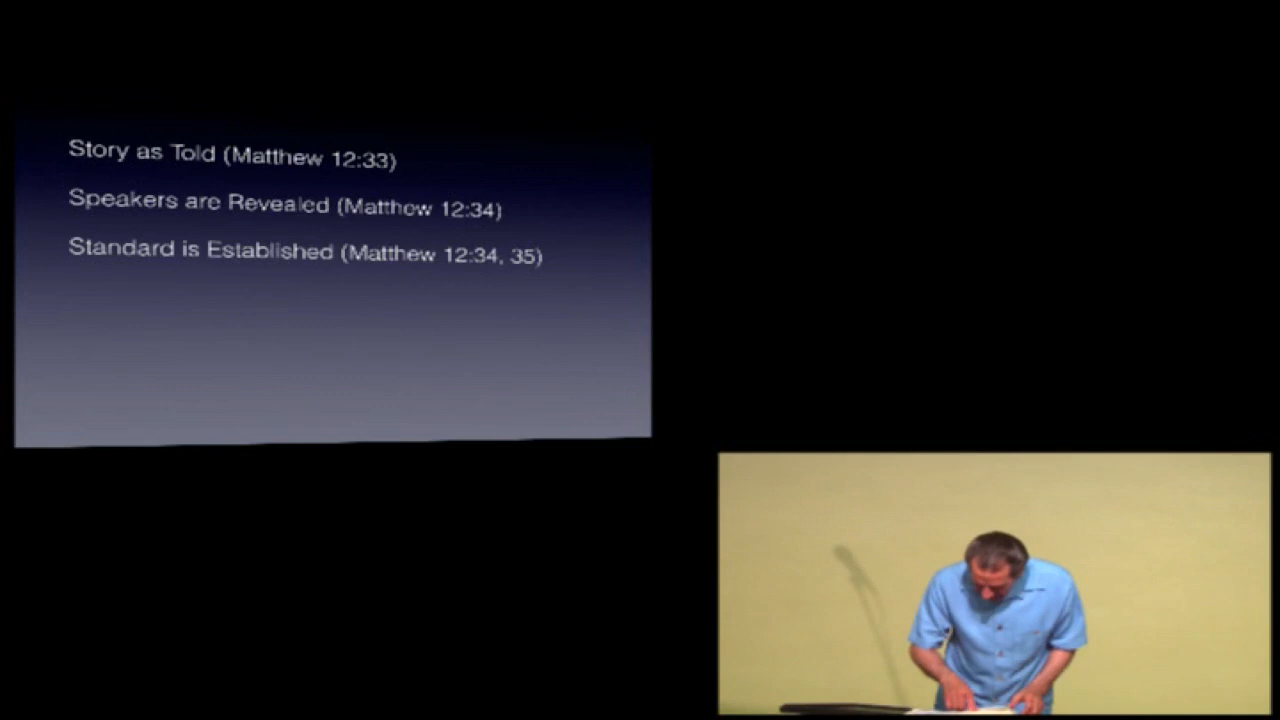 Story as Told (Matthew 12:33)
Speakers are Revealed (Matthew 12:34)
Standard is Established (Matthew 12:34, 35)